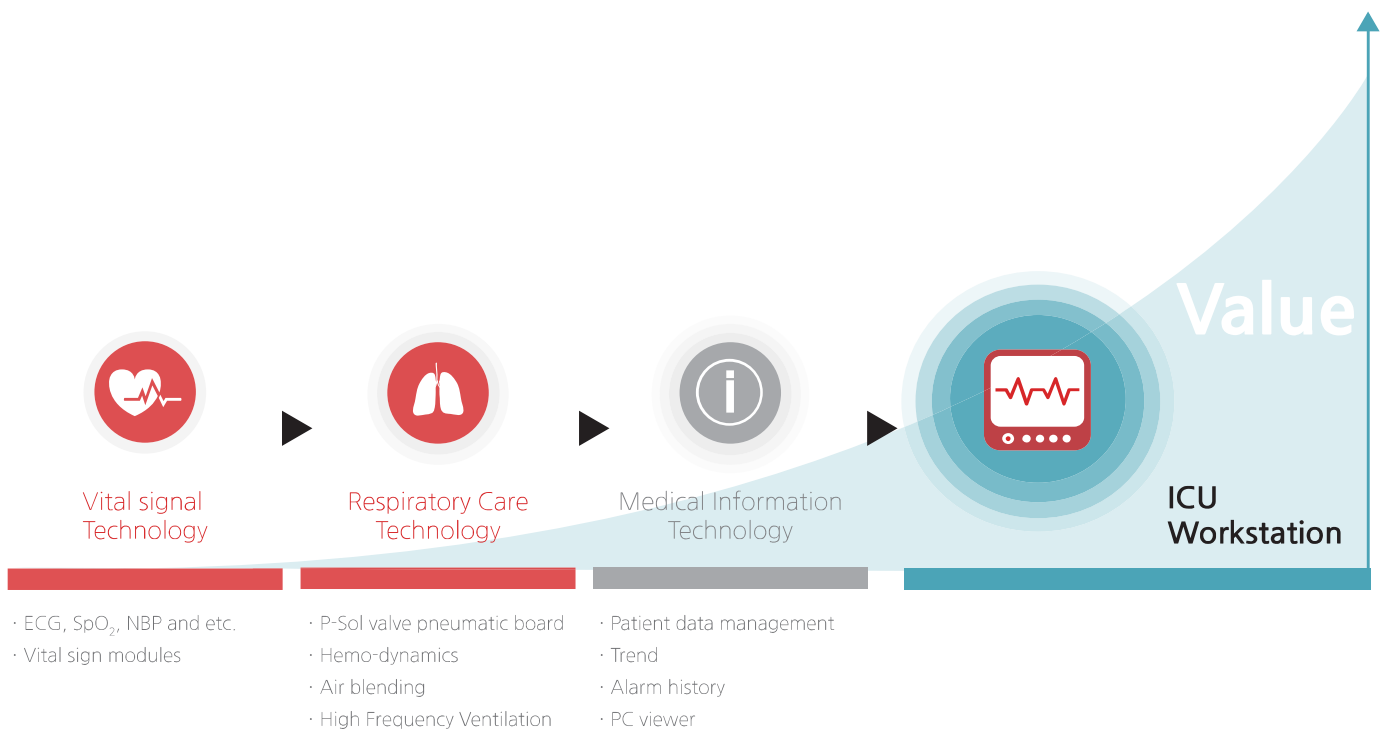 Value
Vital signal
Technology
Respiratory Care
Technology
Medical Information
Technology
ICU
Workstation
· ECG, SpO₂, NBP and etc.
· Vital sign modules
· P-Sol valve pneumatic board
· Hemo-dynamics
· Air blending
· High Frequency Ventilation
· Patient data management
· Trend
· Alarm history
· PC viewer